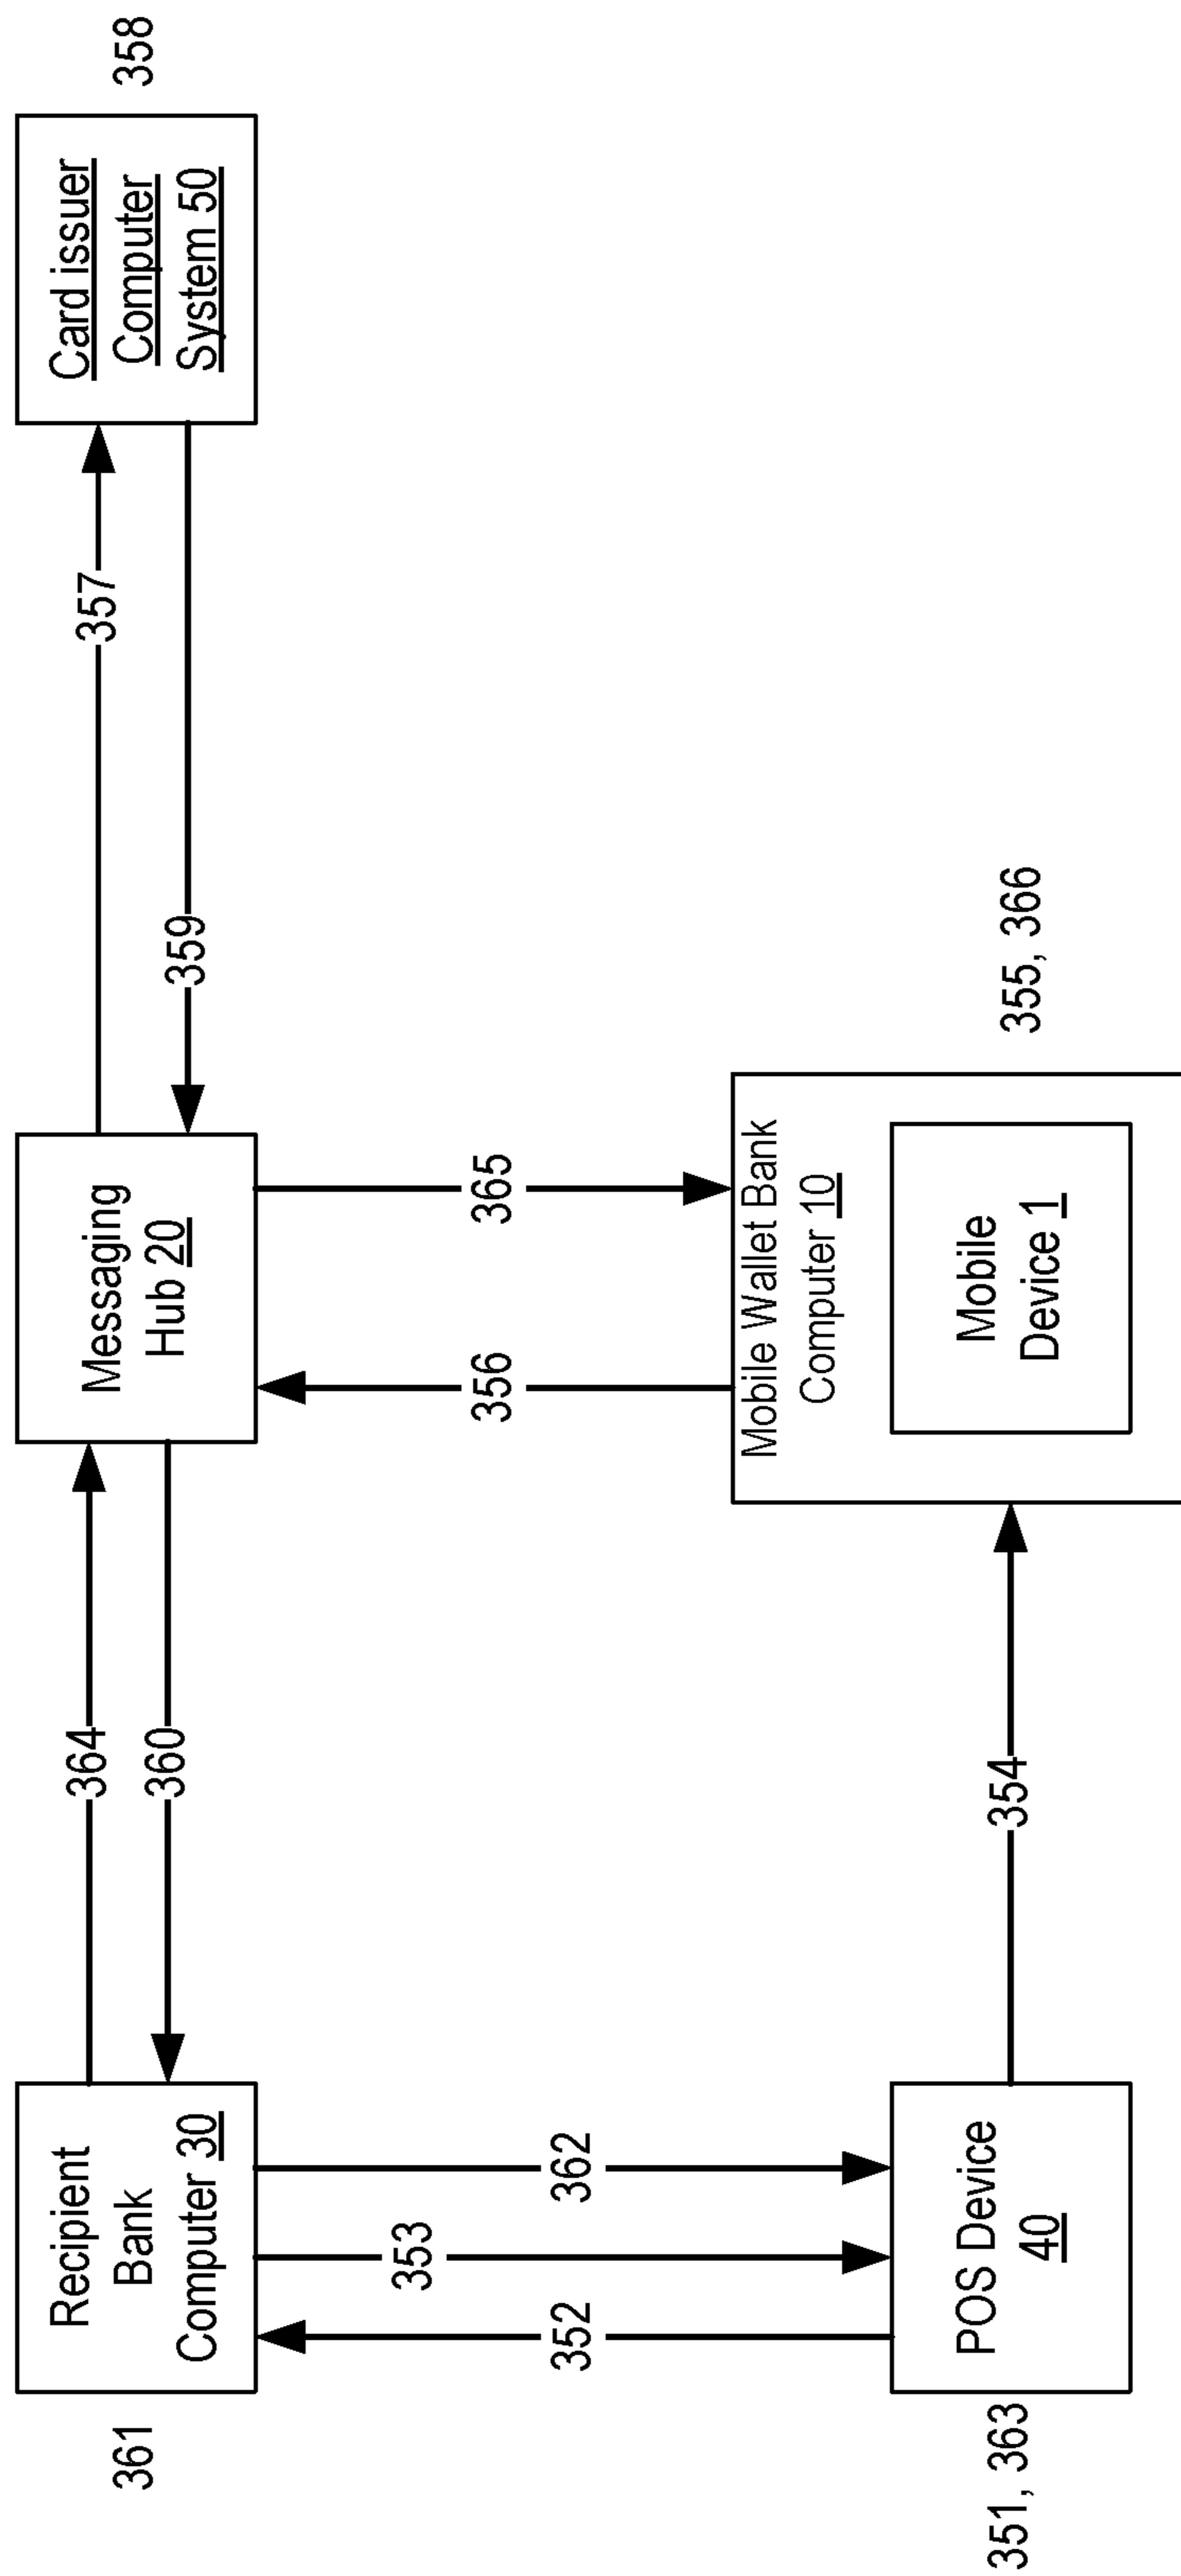 361
Recipient
Bank
Computer 30
364
360
Messaging
Hub 20
357
359
Card issuer
Computer
System 50
358
352
353
362
356
365
351, 363
POS Device
40
354
Mobile Wallet Bank
Computer 10
Mobile
Device 1
355, 366